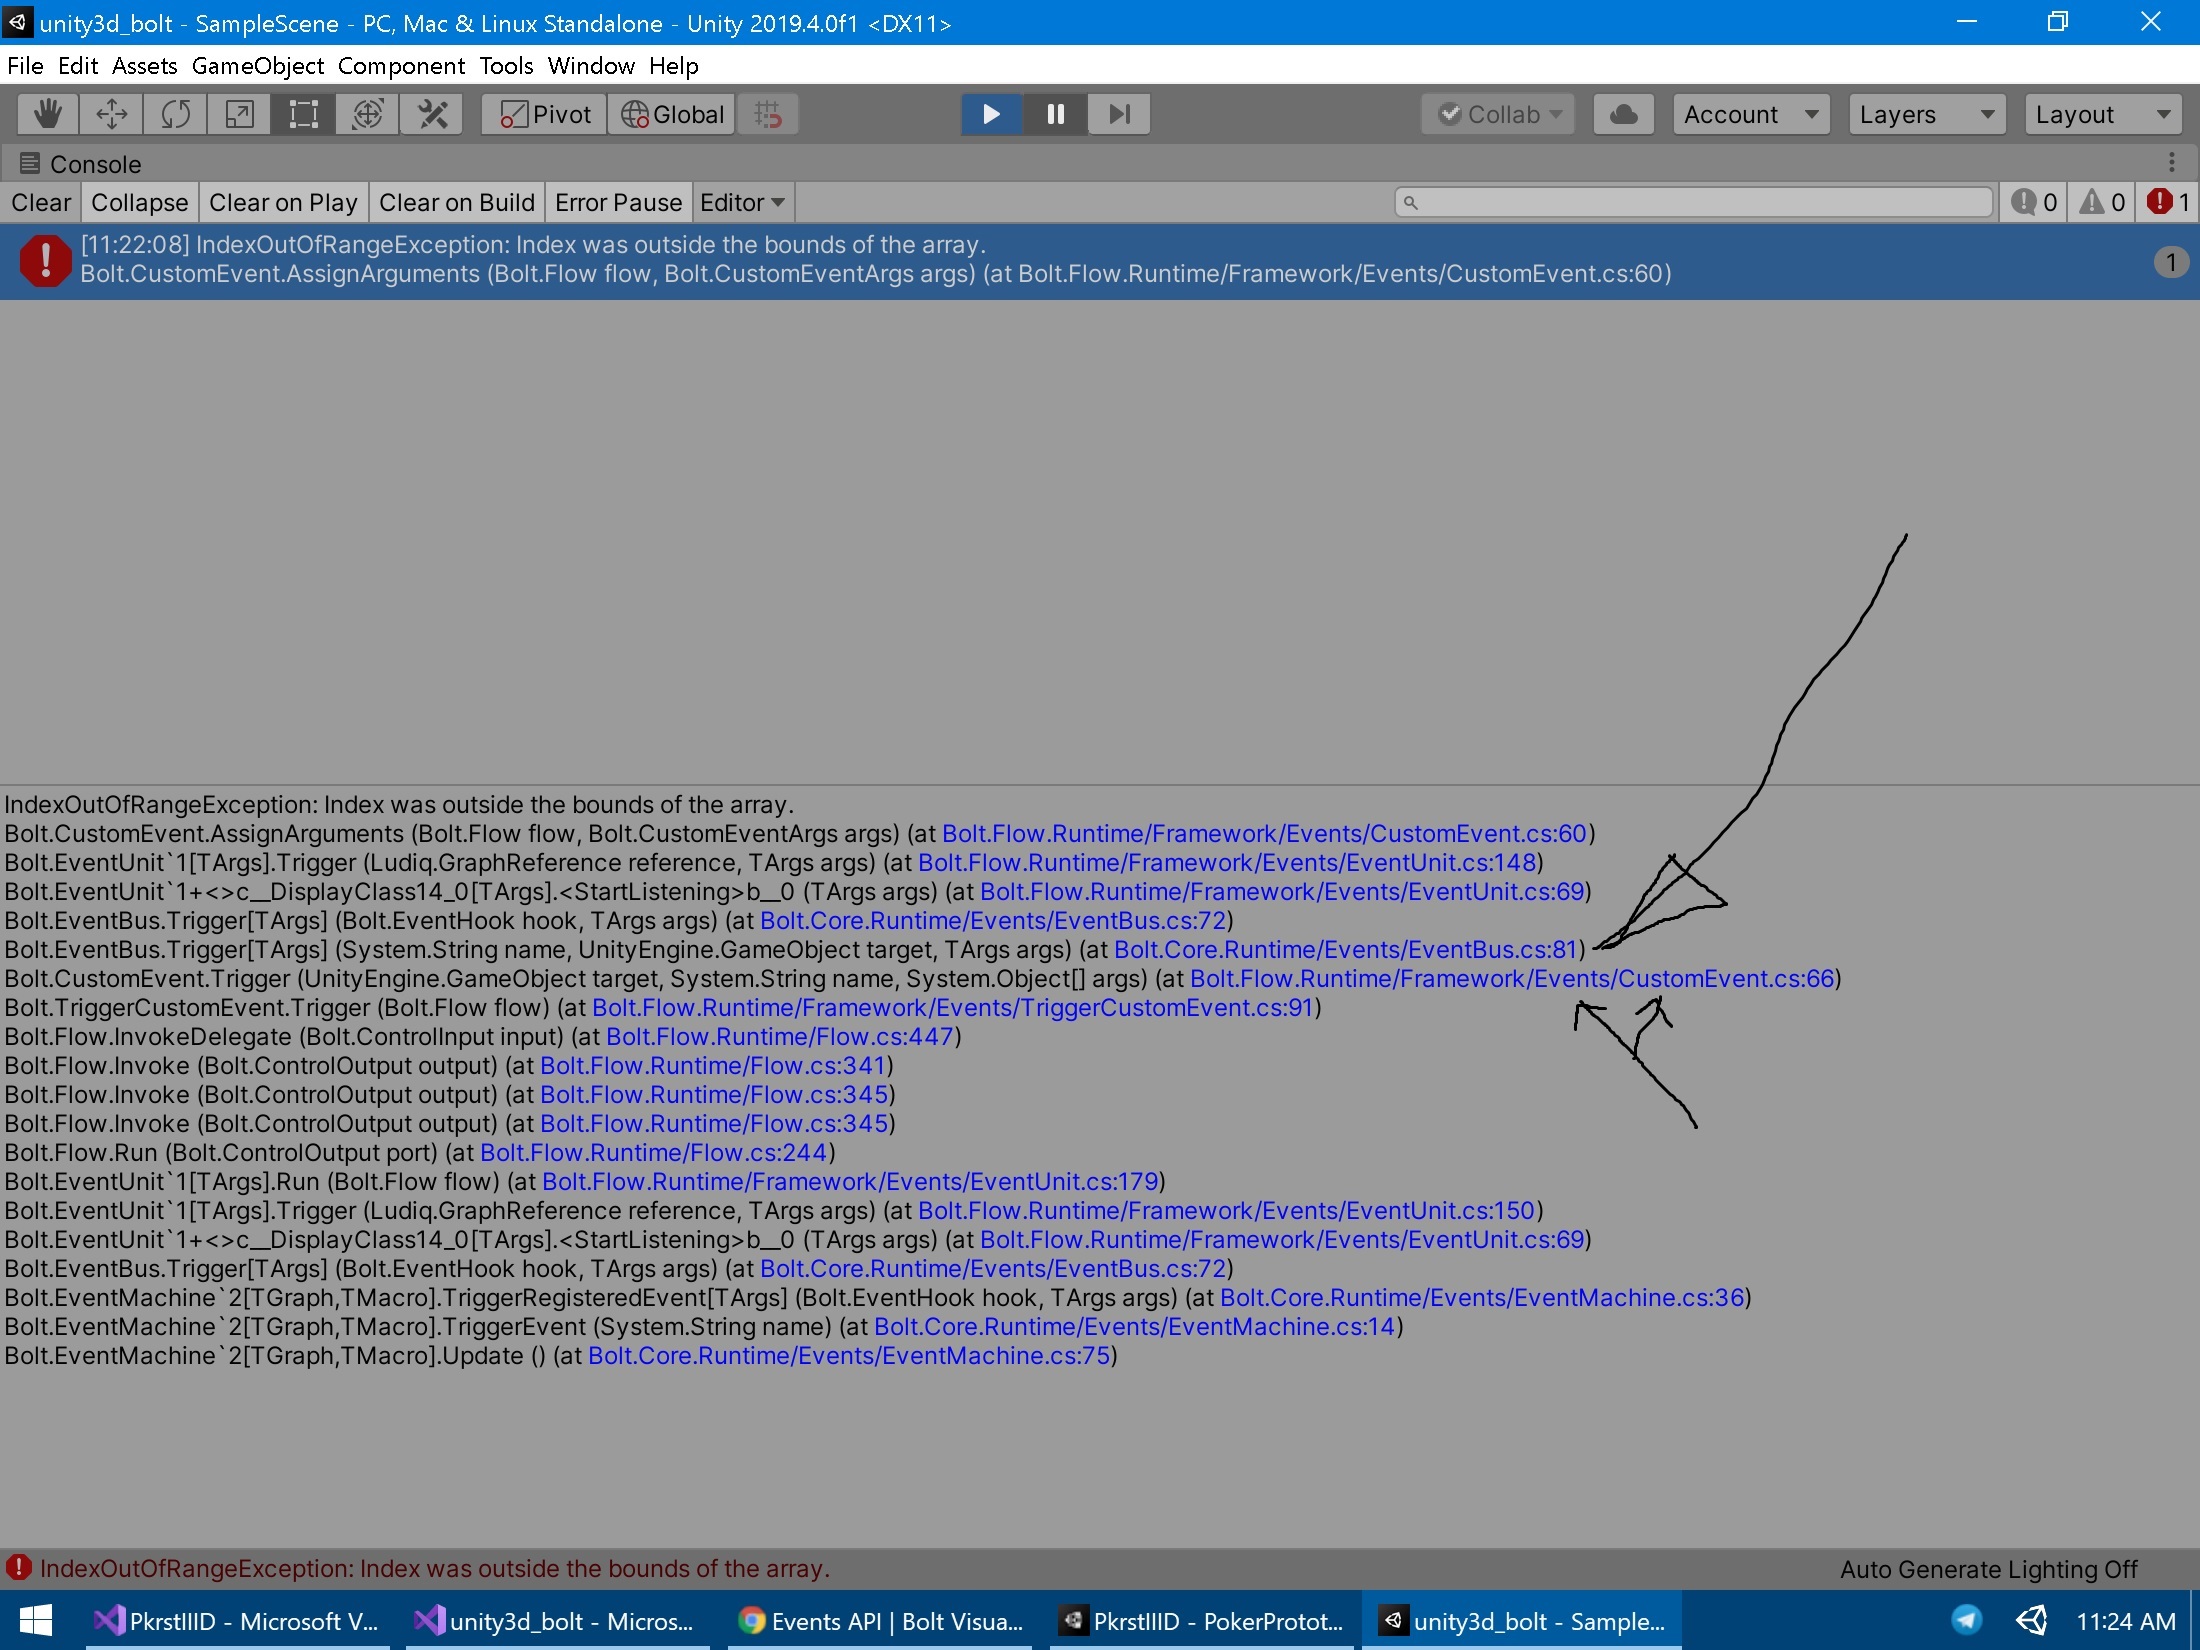 unity3d_bolt - SampleScene - PC, Mac & Linux Standalone - Unity 2019.4.0f1 <DX11>
File Edit Assets GameObject Component Tools Window Help
Pivot Global Collab Account Layers Layout
Console
Clear Collapse Clear on Play Clear on Build Error Pause Editor 0 0 1
[11:22:08] IndexOutOfRangeException: Index was outside the bounds of the array.
Bolt.CustomEvent.AssignArguments (Bolt.Flow flow, Bolt.CustomEventArgs args) (at Bolt.Flow.Runtime/Framework/Events/CustomEvent.cs:60)
1
IndexOutOfRangeException: Index was outside the bounds of the array.
Bolt.CustomEvent.AssignArguments (Bolt.Flow flow, Bolt.CustomEventArgs args) (at Bolt.Flow.Runtime/Framework/Events/CustomEvent.cs:60)
Bolt.EventUnit`1[TArgs].Trigger (Ludiq.GraphReference reference, TArgs args) (at Bolt.Flow.Runtime/Framework/Events/EventUnit.cs:148)
Bolt.EventUnit`1+<>c__DisplayClass14_0[TArgs].<StartListening>b__0 (TArgs args) (at Bolt.Flow.Runtime/Framework/Events/EventUnit.cs:69)
Bolt.EventBus.Trigger[TArgs] (Bolt.EventHook hook, TArgs args) (at Bolt.Core.Runtime/Events/EventBus.cs:72)
Bolt.EventBus.Trigger[TArgs] (System.String name, UnityEngine.GameObject target, TArgs args) (at Bolt.Core.Runtime/Events/EventBus.cs:81)
Bolt.CustomEvent.Trigger (UnityEngine.GameObject target, System.String name, System.Object[] args) (at Bolt.Flow.Runtime/Framework/Events/CustomEvent.cs:66)
Bolt.TriggerCustomEvent.Trigger (Bolt.Flow flow) (at Bolt.Flow.Runtime/Framework/Events/TriggerCustomEvent.cs:91)
Bolt.Flow.InvokeDelegate (Bolt.ControlInput input) (at Bolt.Flow.Runtime/Flow.cs:447)
Bolt.Flow.Invoke (Bolt.ControlOutput output) (at Bolt.Flow.Runtime/Flow.cs:341)
Bolt.Flow.Invoke (Bolt.ControlOutput output) (at Bolt.Flow.Runtime/Flow.cs:345)
Bolt.Flow.Invoke (Bolt.ControlOutput output) (at Bolt.Flow.Runtime/Flow.cs:345)
Bolt.Flow.Run (Bolt.ControlOutput port) (at Bolt.Flow.Runtime/Flow.cs:244)
Bolt.EventUnit`1[TArgs].Run (Bolt.Flow flow) (at Bolt.Flow.Runtime/Framework/Events/EventUnit.cs:179)
Bolt.EventUnit`1[TArgs].Trigger (Ludiq.GraphReference reference, TArgs args) (at Bolt.Flow.Runtime/Framework/Events/EventUnit.cs:150)
Bolt.EventUnit`1+<>c__DisplayClass14_0[TArgs].<StartListening>b__0 (TArgs args) (at Bolt.Flow.Runtime/Framework/Events/EventUnit.cs:69)
Bolt.EventBus.Trigger[TArgs] (Bolt.EventHook hook, TArgs args) (at Bolt.Core.Runtime/Events/EventBus.cs:72)
Bolt.EventMachine`2[TGraph,TMacro].TriggerRegisteredEvent[TArgs] (Bolt.EventHook hook, TArgs args) (at Bolt.Core.Runtime/Events/EventMachine.cs:36)
Bolt.EventMachine`2[TGraph,TMacro].TriggerEvent (System.String name) (at Bolt.Core.Runtime/Events/EventMachine.cs:14)
Bolt.EventMachine`2[TGraph,TMacro].Update () (at Bolt.Core.Runtime/Events/EventMachine.cs:75)
IndexOutOfRangeException: Index was outside the bounds of the array. Auto Generate Lighting Off
PkrstIIID - Microsoft V... unity3d_bolt - Micros... Events API | Bolt Visua... PkrstIIID - PokerPrototype... unity3d_bolt - Sample... 11:24 AM